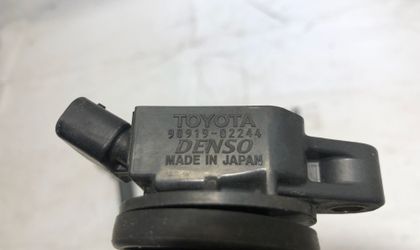 TOYOTA
90919-02244
DENSO
MADE IN JAPAN